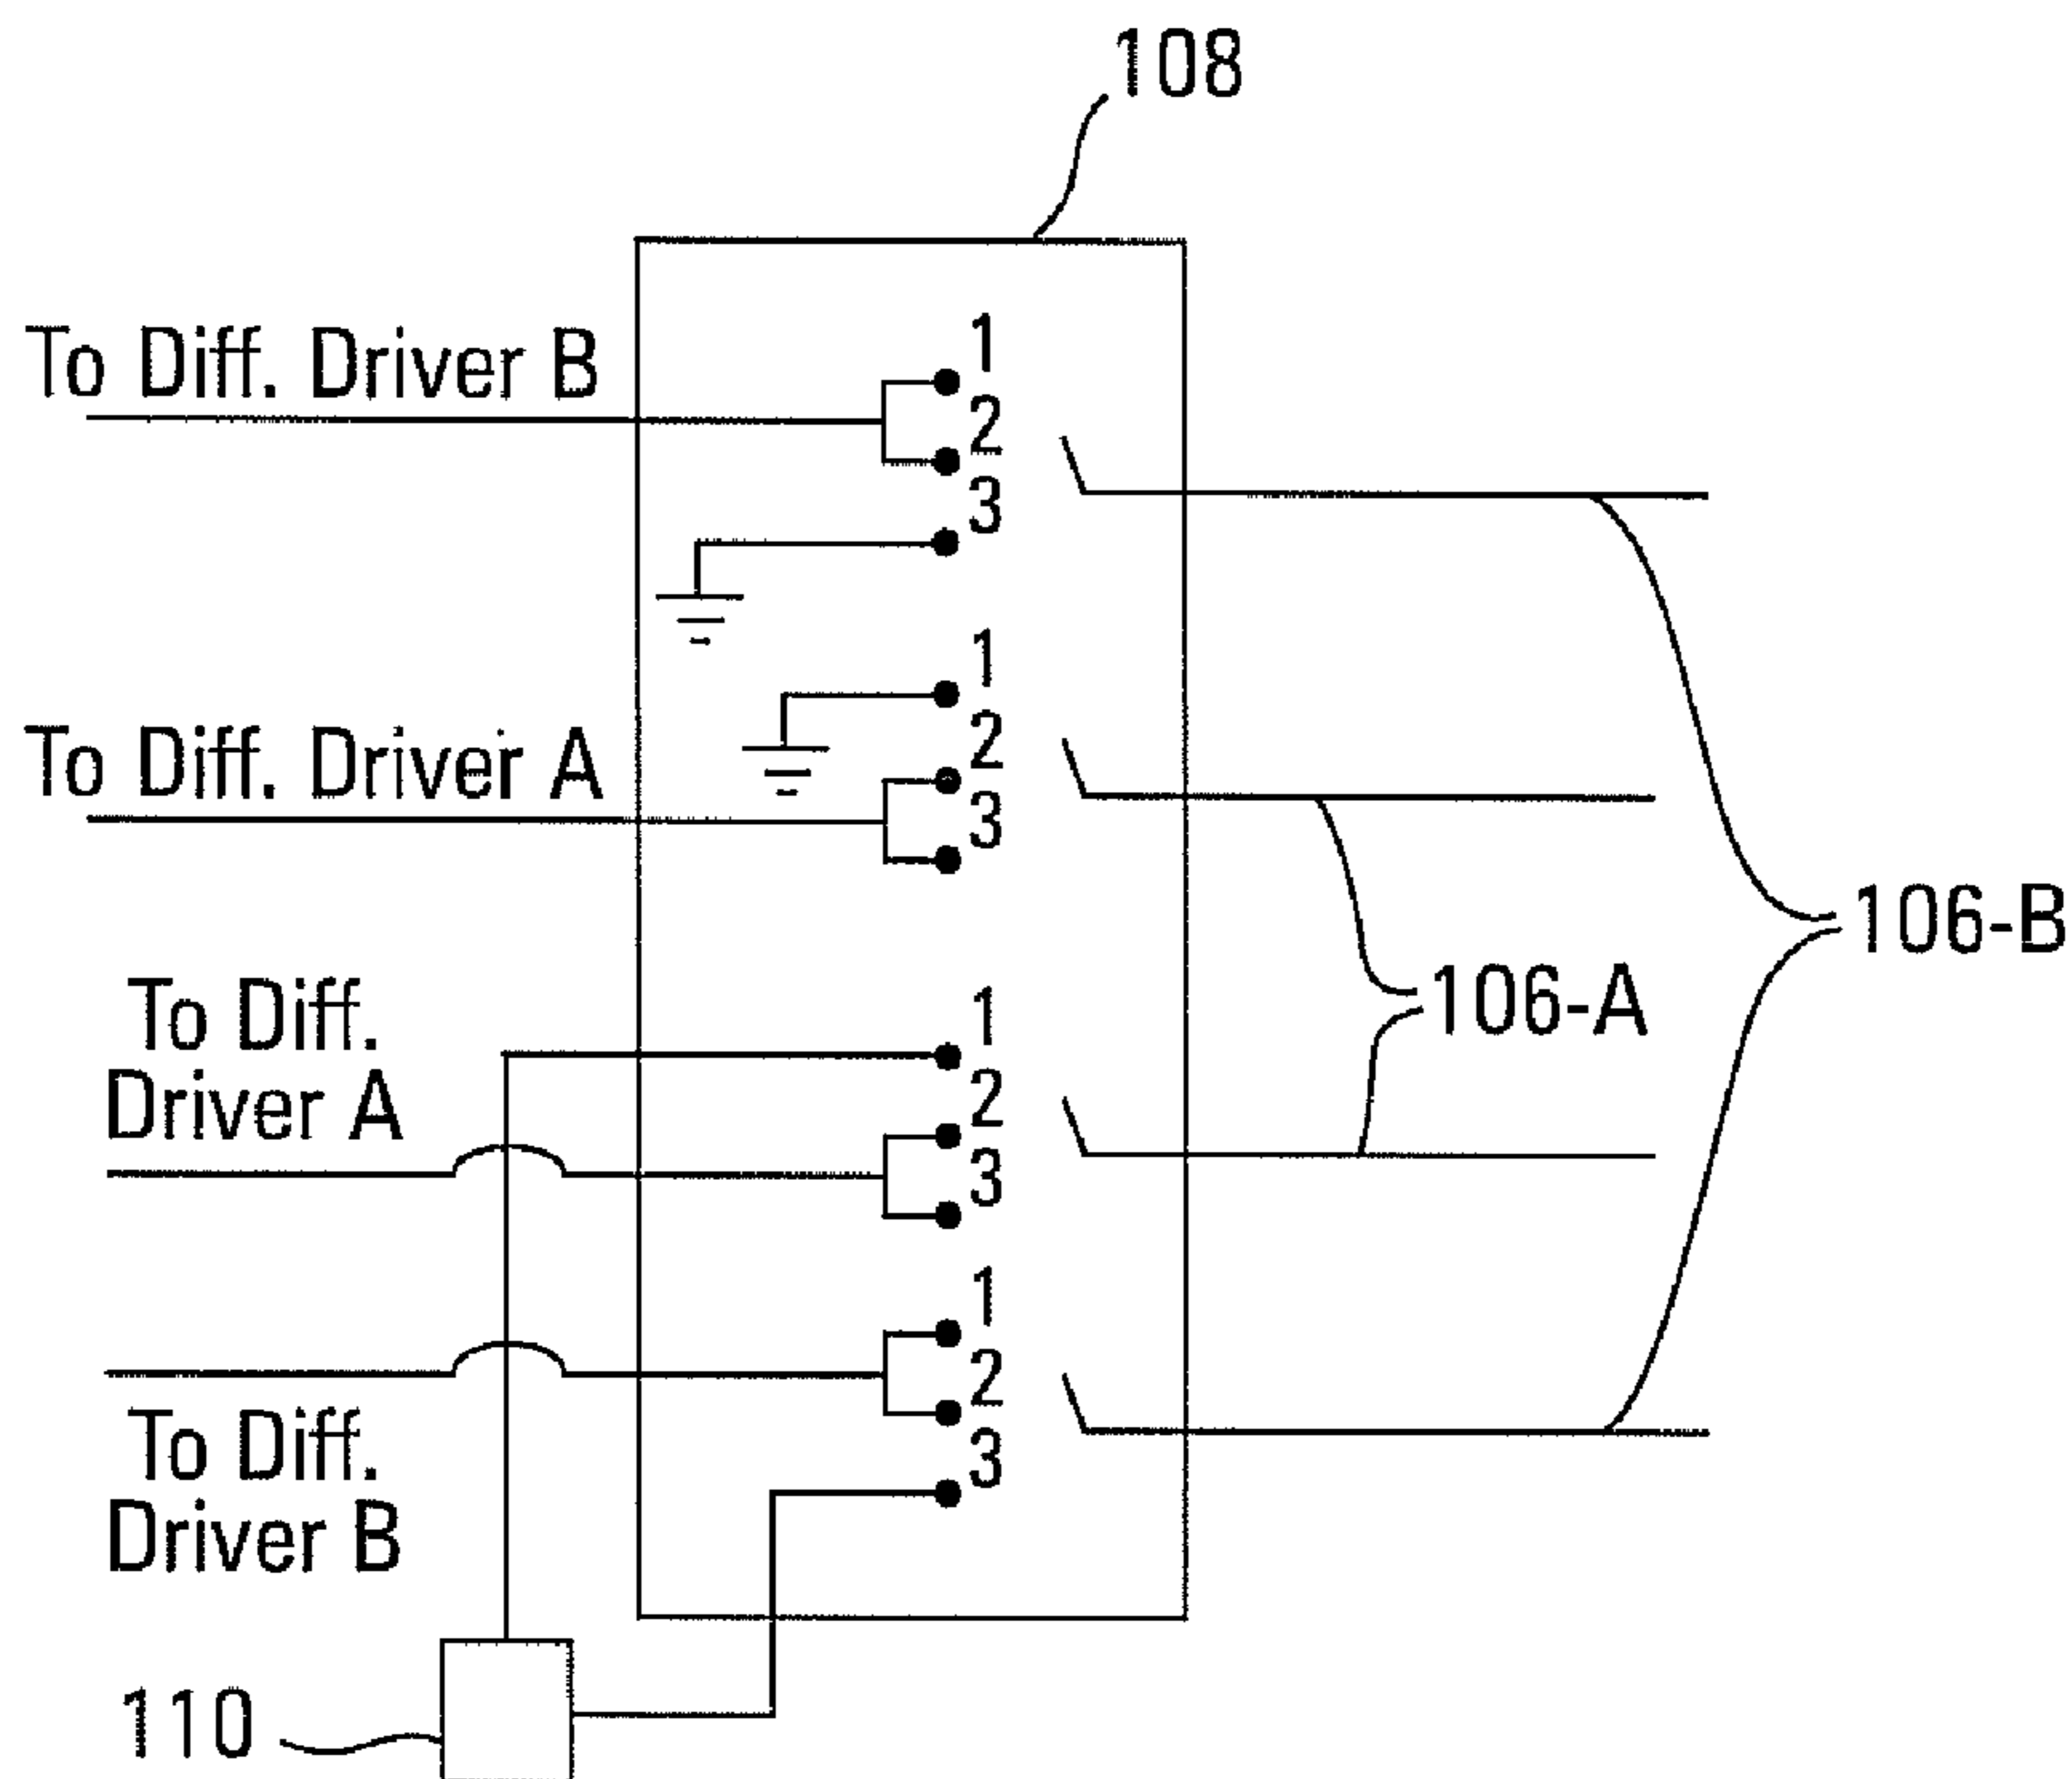 108
To Diff. Driver B
1
2
3
To Diff. Driver A
1
2
3
106-B
106-A
To Diff.
Driver A
1
2
3
To Diff.
Driver B
1
2
3
110